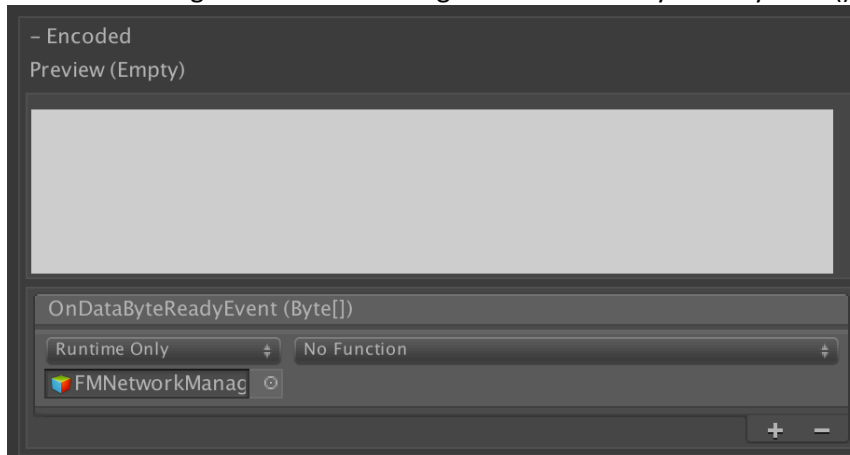 – Encoded
Preview (Empty)
OnDataByteReadyEvent (Byte[])
Runtime Only
No Function
FMNetworkManag
+ –